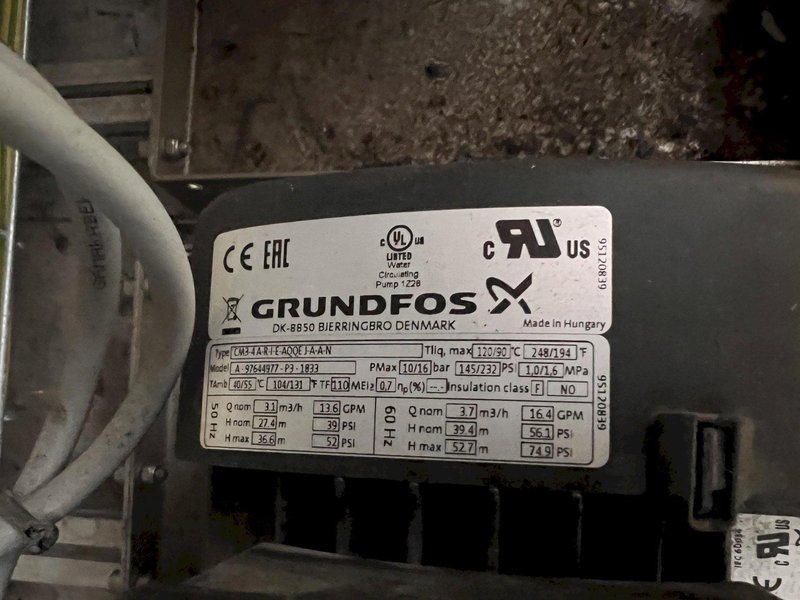 CE EAC
C UL US
LISTED
Water
Circulating
Pump 1Z28
C RU ® US
95120839
GRUNDFOS
DK-8850 BJERRINGBRO DENMARK
Made in Hungary
Type CM3-4 A-R-I-E-AQQE J-A-A-N Tliq, max 120/90 °C 248/194 °F
Model A - 97644977 - P3 - 1833 PMax 10/16 bar 145/232 PSI 1,0/1,6 MPa
TAmb 40/55 °C 104/131 °F TF 110 MEI≥ 0,7 ηp(%) --.- Insulation class F NO
95120839
50 Hz
Q nom 3.1 m3/h 13.6 GPM
H nom 27.4 m 39 PSI
H max 36.6 m 52 PSI
60 Hz
Q nom 3.7 m3/h 16.4 GPM
H nom 39.4 m 56.1 PSI
H max 52.7 m 74.9 PSI
CE
C RU US